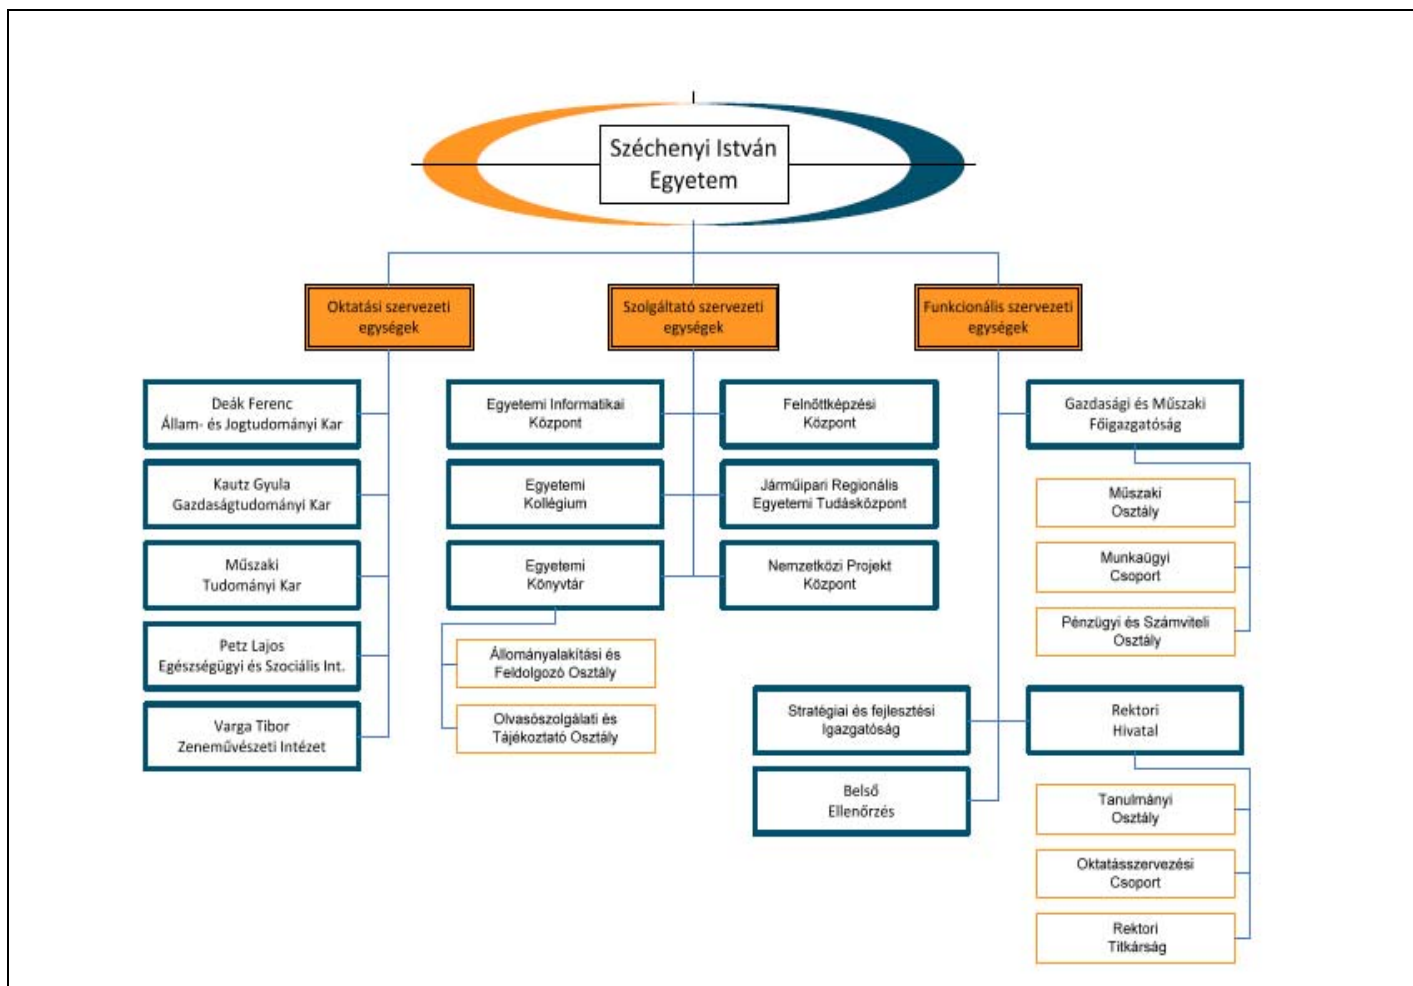 Széchenyi István
Egyetem
Oktatási szervezeti
egységek
Szolgáltató szervezeti
egységek
Funkcionális szervezeti
egységek
Deák Ferenc
Állam- és Jogtudományi Kar
Kautz Gyula
Gazdaságtudományi Kar
Műszaki
Tudományi Kar
Petz Lajos
Egészségügyi és Szociális Int.
Varga Tibor
Zeneművészeti Intézet
Egyetemi Informatikai
Központ
Egyetemi
Kollégium
Egyetemi
Könyvtár
Állományalakítási és
Feldolgozó Osztály
Olvasószolgálati és
Tájékoztató Osztály
Felnőttképzési
Központ
Járműipari Regionális
Egyetemi Tudásközpont
Nemzetközi Projekt
Központ
Gazdasági és Műszaki
Főigazgatóság
Műszaki
Osztály
Munkaügyi
Csoport
Pénzügyi és Számviteli
Osztály
Stratégiai és fejlesztési
Igazgatóság
Belső
Ellenőrzés
Rektori
Hivatal
Tanulmányi
Osztály
Oktatásszervezési
Csoport
Rektori
Titkárság